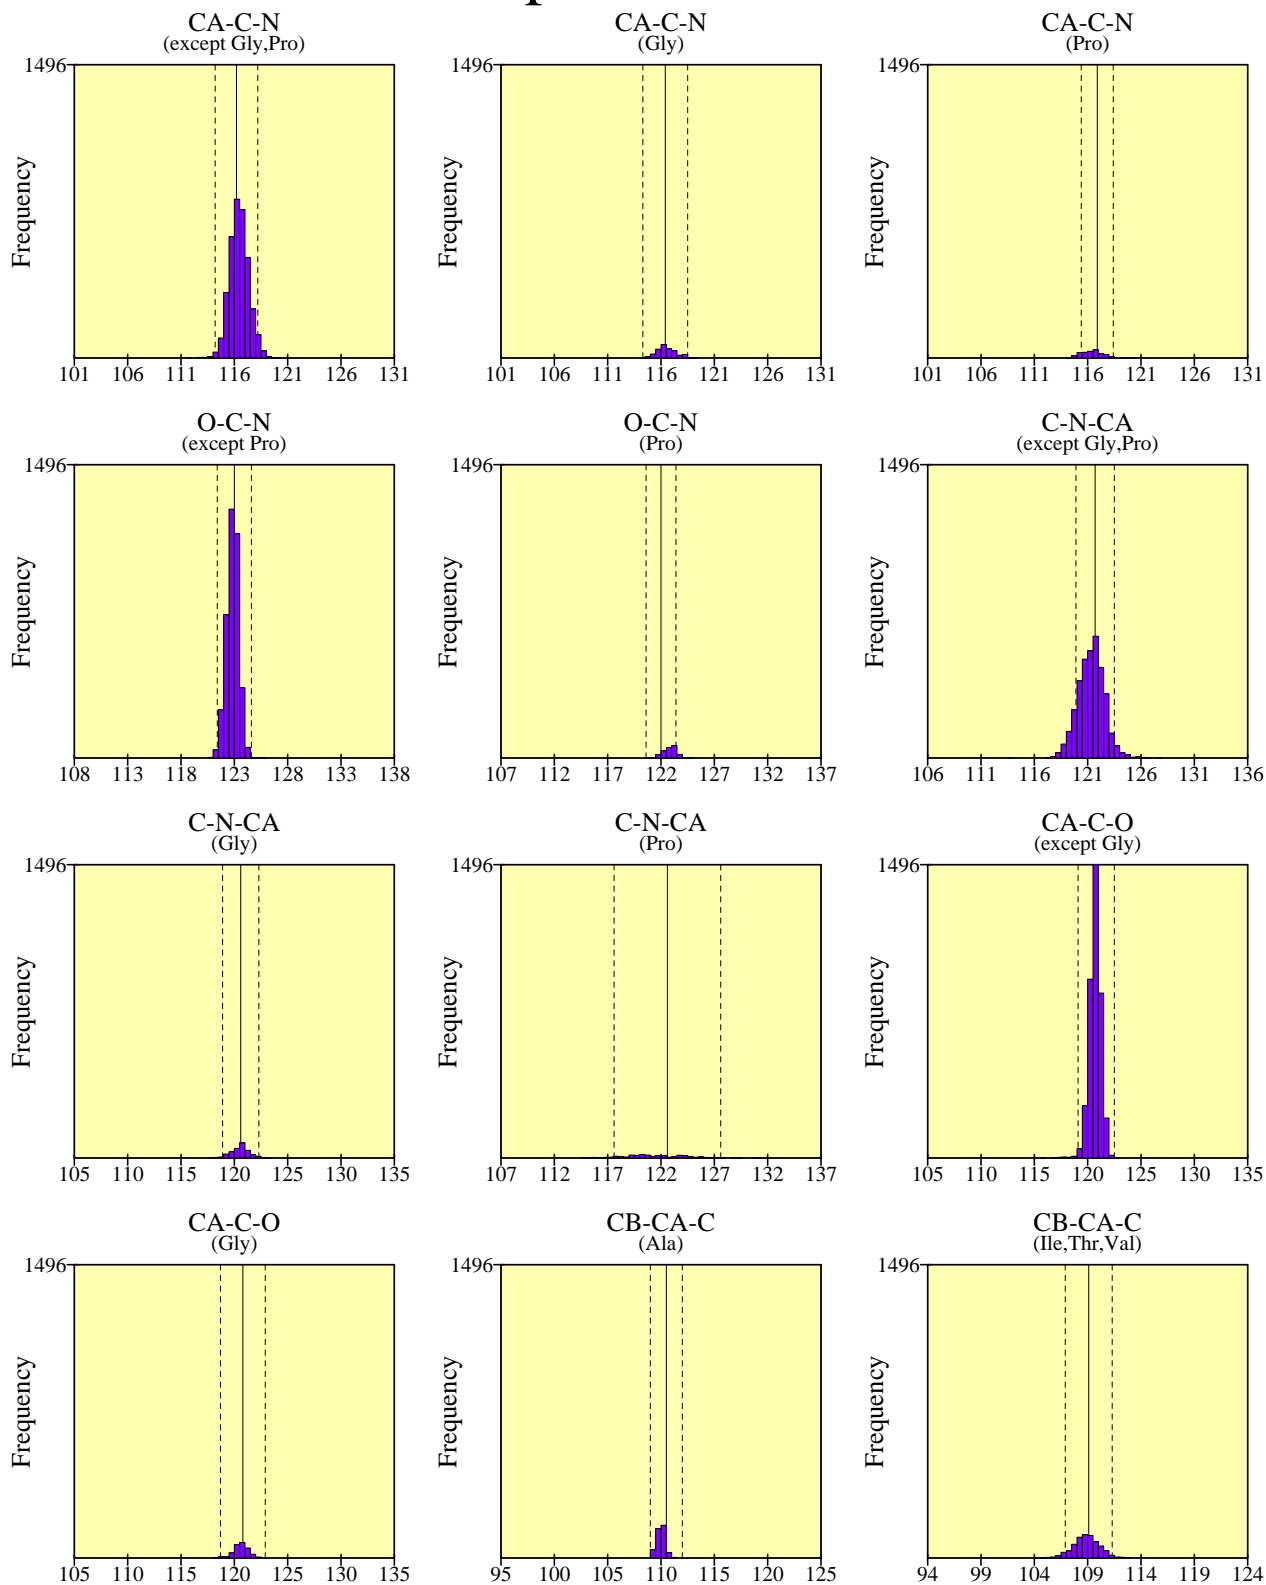 CA-C-N CA-C-N CA-C-N
(except Gly,Pro) (Gly) (Pro)
1496 1496 1496
Frequency Frequency Frequency
101 106 111 116 121 126 131 101 106 111 116 121 126 131 101 106 111 116 121 126 131
O-C-N O-C-N C-N-CA
(except Pro) (Pro) (except Gly,Pro)
1496 1496 1496
Frequency Frequency Frequency
108 113 118 123 128 133 138 107 112 117 122 127 132 137 106 111 116 121 126 131 136
C-N-CA C-N-CA CA-C-O
(Gly) (Pro) (except Gly)
1496 1496 1496
Frequency Frequency Frequency
105 110 115 120 125 130 135 107 112 117 122 127 132 137 105 110 115 120 125 130 135
CA-C-O CB-CA-C CB-CA-C
(Gly) (Ala) (Ile,Thr,Val)
1496 1496 1496
Frequency Frequency Frequency
105 110 115 120 125 130 135 95 100 105 110 115 120 125 94 99 104 109 114 119 124